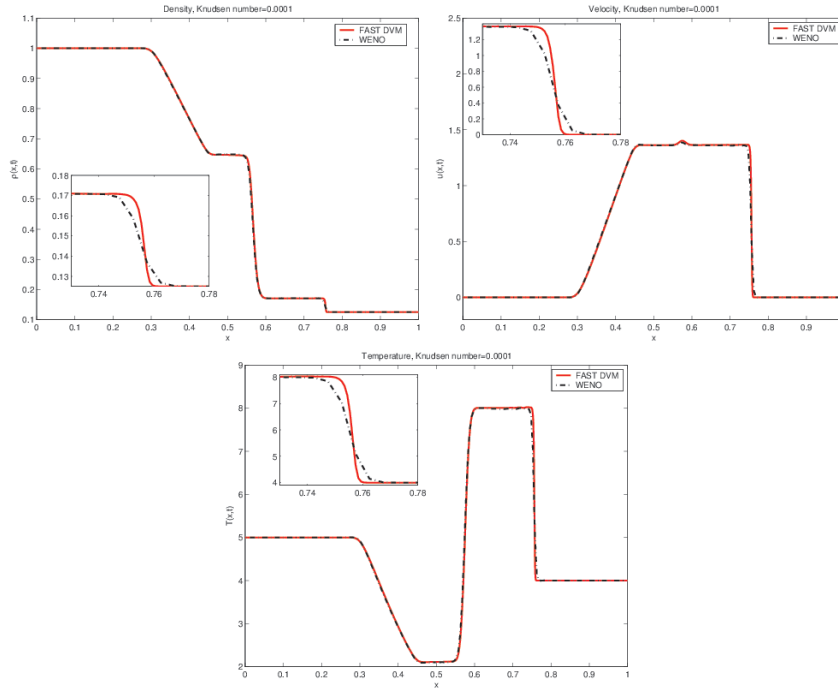 Density, Knudsen number=0.0001
1.1
1
0.9
0.8
0.7
0.6
0.5
0.4
0.3
0.2
0.1
ρ(x,t)
0 0.1 0.2 0.3 0.4 0.5 0.6 0.7 0.8 0.9 1
x
FAST DVM
WENO
0.18
0.17
0.16
0.15
0.14
0.13
0.74 0.76 0.78
Velocity, Knudsen number=0.0001
2.5
2
1.5
1
0.5
0
u(x,t)
0 0.1 0.2 0.3 0.4 0.5 0.6 0.7 0.8 0.9
x
FAST DVM
WENO
1.2
1
0.8
0.6
0.4
0.2
0
0.74 0.76 0.78
Temperature, Knudsen number=0.0001
9
8
7
6
5
4
3
2
T(x,t)
0 0.1 0.2 0.3 0.4 0.5 0.6 0.7 0.8 0.9 1
x
FAST DVM
WENO
8
7
6
5
4
0.74 0.76 0.78